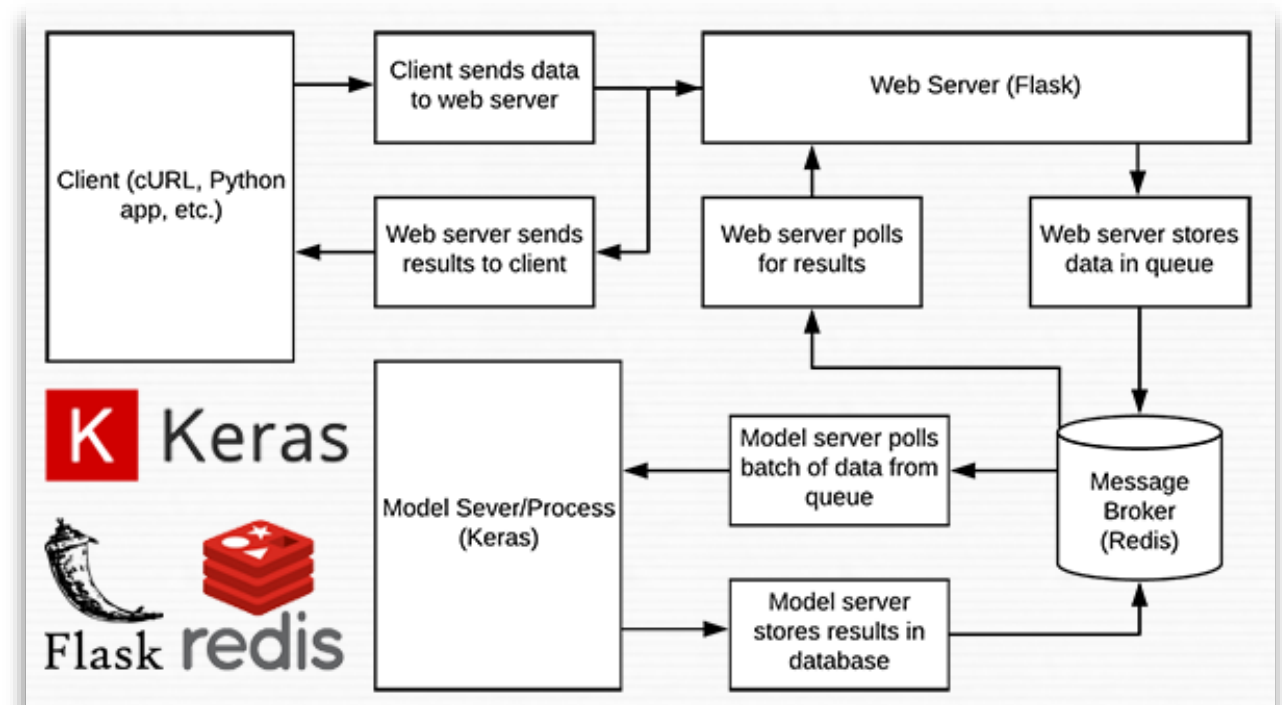 Client sends data
to web server
Web Server (Flask)
Client (cURL, Python
app, etc.)
Web server sends
results to client
Web server polls
for results
Web server stores
data in queue
K Keras
Model Sever/Process
(Keras)
Model server polls
batch of data from
queue
Message
Broker
(Redis)
Flask
redis
Model server
stores results in
database